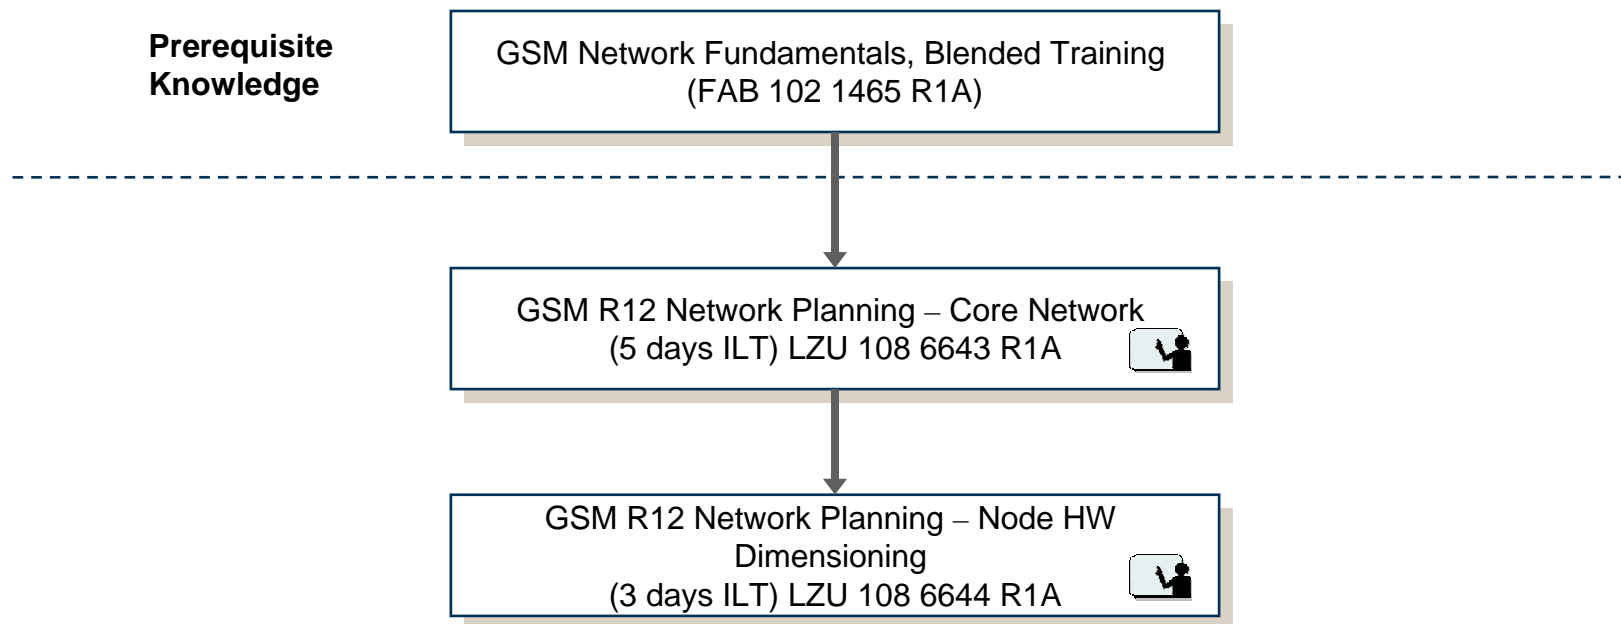 Prerequisite
Knowledge
GSM Network Fundamentals, Blended Training
(FAB 102 1465 R1A)
GSM R12 Network Planning – Core Network
(5 days ILT) LZU 108 6643 R1A
GSM R12 Network Planning – Node HW
Dimensioning
(3 days ILT) LZU 108 6644 R1A